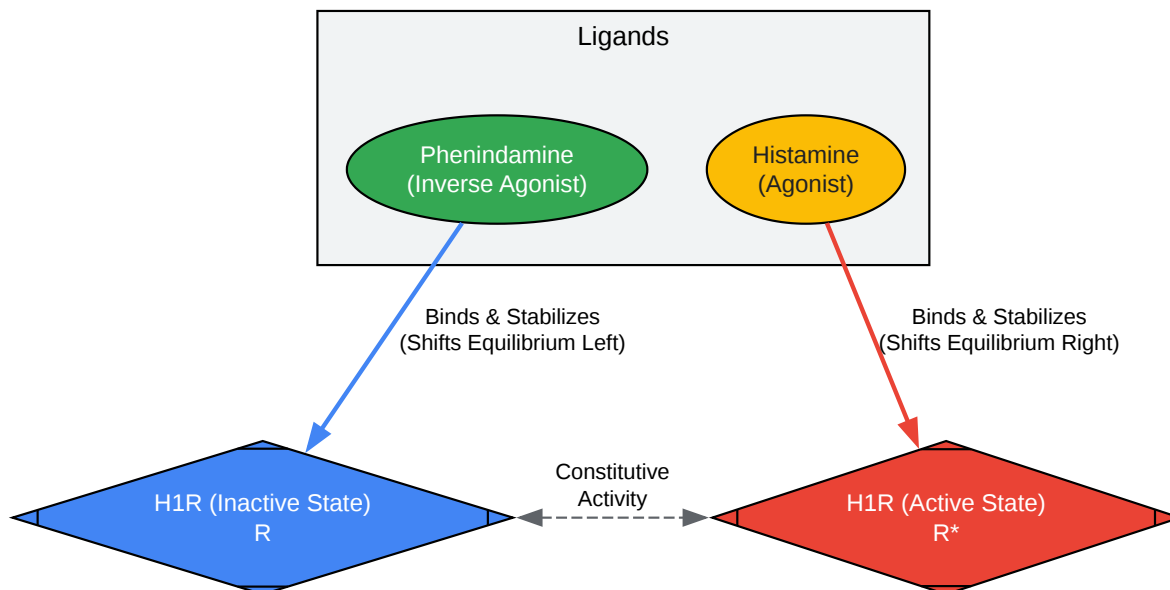 Ligands
Phenindamine
(Inverse Agonist)
Histamine
(Agonist)
Binds & Stabilizes
(Shifts Equilibrium Left)
Binds & Stabilizes
(Shifts Equilibrium Right)
Constitutive
Activity
H1R (Inactive State)
R
H1R (Active State)
R*